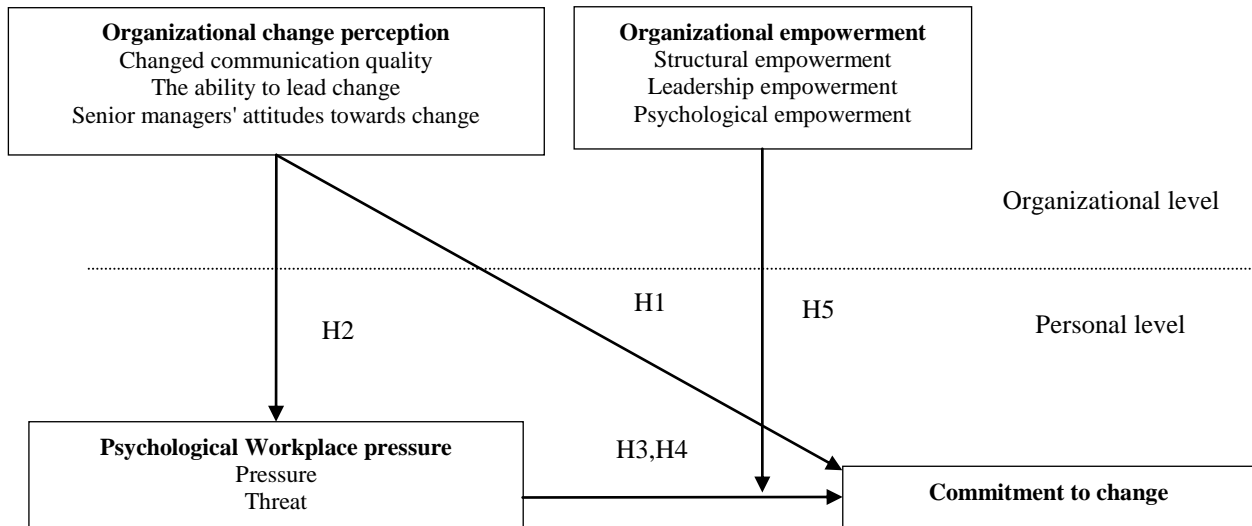 Organizational change perception
Changed communication quality
The ability to lead change
Senior managers' attitudes towards change
Organizational empowerment
Structural empowerment
Leadership empowerment
Psychological empowerment
Organizational level
H1
H5
H2
Personal level
Psychological Workplace pressure
Pressure
Threat
H3,H4
Commitment to change